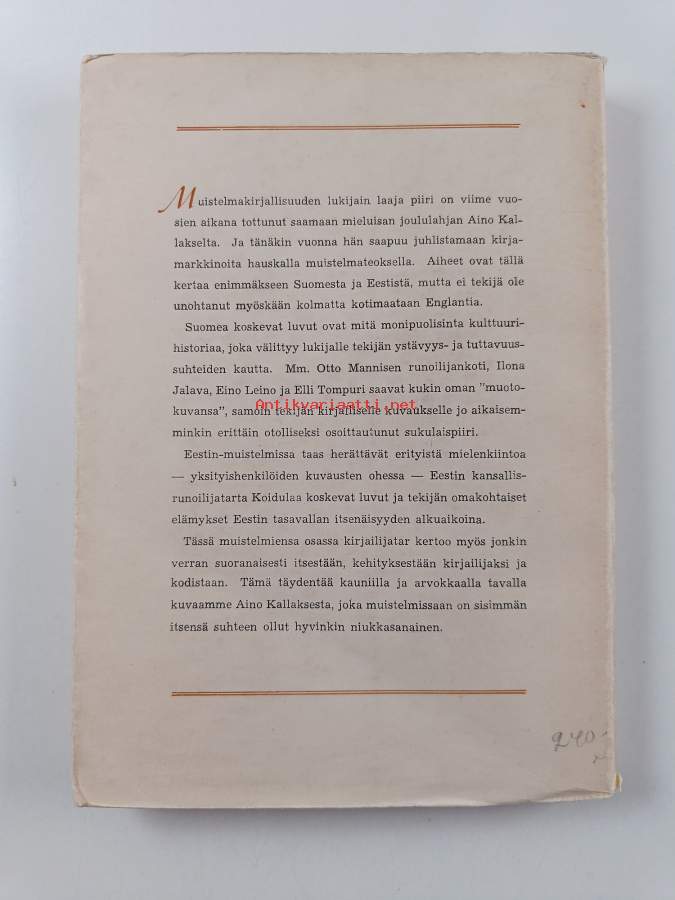 Muistelmakirjallisuuden lukijain laaja piiri on viime vuo-
sien aikana tottunut saamaan mieluisan joululahjan Aino Kal-
lakselta. Ja tänäkin vuonna hän saapuu juhlistamaan kirja-
markkinoita hauskalla muistelmateoksella. Aiheet ovat tällä
kertaa enimmäkseen Suomesta ja Eestistä, mutta ei tekijä ole
unohtanut myöskään kolmatta kotimaataan Englantia.
Suomea koskevat luvut ovat mitä monipuolisinta kulttuuri-
historiaa, joka välittyy lukijalle tekijän ystävyys- ja tuttavuus-
suhteiden kautta. Mm. Otto Mannisen runoilijankoti, Ilona
Jalava, Eino Leino ja Elli Tompuri saavat kukin oman "muoto-
Antikvariaatti.net
kuvansa", samoin tekijän kirjalliselle kuvaukselle jo aikaisem-
minkin erittäin otolliseksi osoittautunut sukulaispiiri.
Eestin-muistelmissa taas herättävät erityistä mielenkiintoa
— yksityishenkilöiden kuvausten ohessa — Eestin kansallis-
runoilijatarta Koidulaa koskevat luvut ja tekijän omakohtaiset
elämykset Eestin tasavallan itsenäisyyden alkuaikoina.
Tässä muistelmiensa osassa kirjailijatar kertoo myös jonkin
verran suoranaisesti itsestään, kehityksestään kirjailijaksi ja
kodistaan. Tämä täydentää kauniilla ja arvokkaalla tavalla
kuvaamme Aino Kallaksesta, joka muistelmissaan on sisimmän
itsensä suhteen ollut hyvinkin niukkasanainen.
240.-